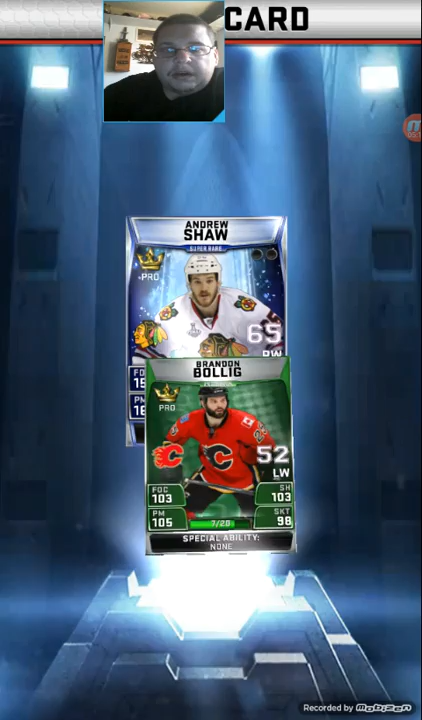 CARD
ANDREW
SHAW
SUPER RARE
PRO
65
RW
BRANDON
BOLLIG
PRO
52
LW
FOC
103
SH
103
PM
105
7/20
SKT
98
SPECIAL ABILITY:
NONE
Recorded by Mobizen